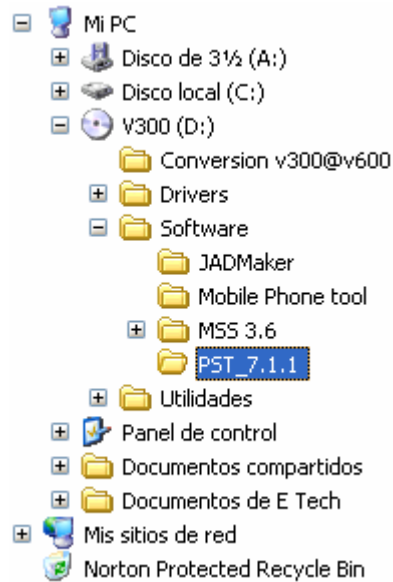 Mi PC
Disco de 3½ (A:)
Disco local (C:)
V300 (D:)
Conversion v300@v600
Drivers
Software
JADMaker
Mobile Phone tool
MSS 3.6
PST_7.1.1
Utilidades
Panel de control
Documentos compartidos
Documentos de E Tech
Mis sitios de red
Norton Protected Recycle Bin